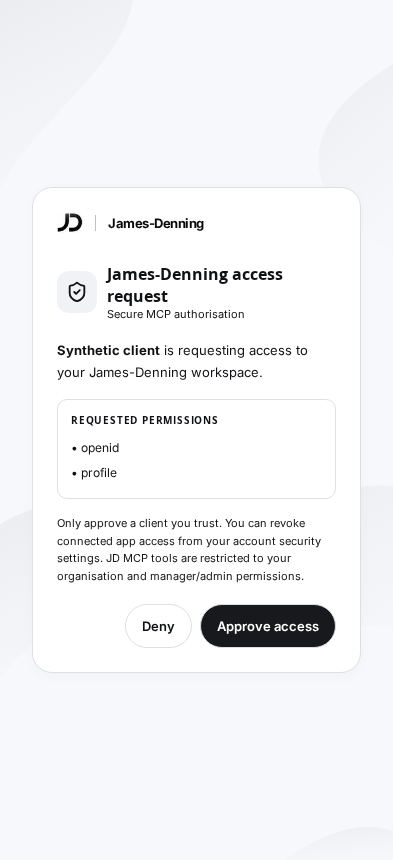 JD
James-Denning
James-Denning access
request
Secure MCP authorisation
Synthetic client is requesting access to
your James-Denning workspace.
REQUESTED PERMISSIONS
• openid
• profile
Only approve a client you trust. You can revoke
connected app access from your account security
settings. JD MCP tools are restricted to your
organisation and manager/admin permissions.
Deny
Approve access